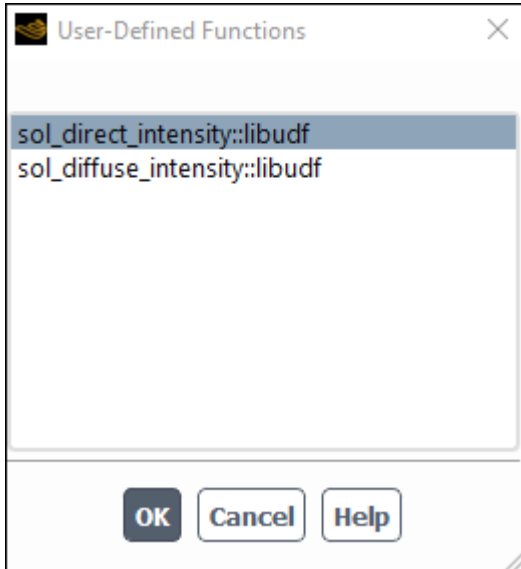 User-Defined Functions
sol_direct_intensity::libudf
sol_diffuse_intensity::libudf
OK
Cancel
Help